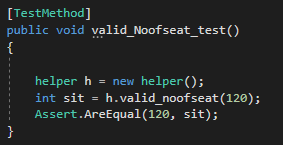 [TestMethod]
public void valid_Noofseat_test()
{
helper h = new helper();
int sit = h.valid_noofseat(120);
Assert.AreEqual(120, sit);
}